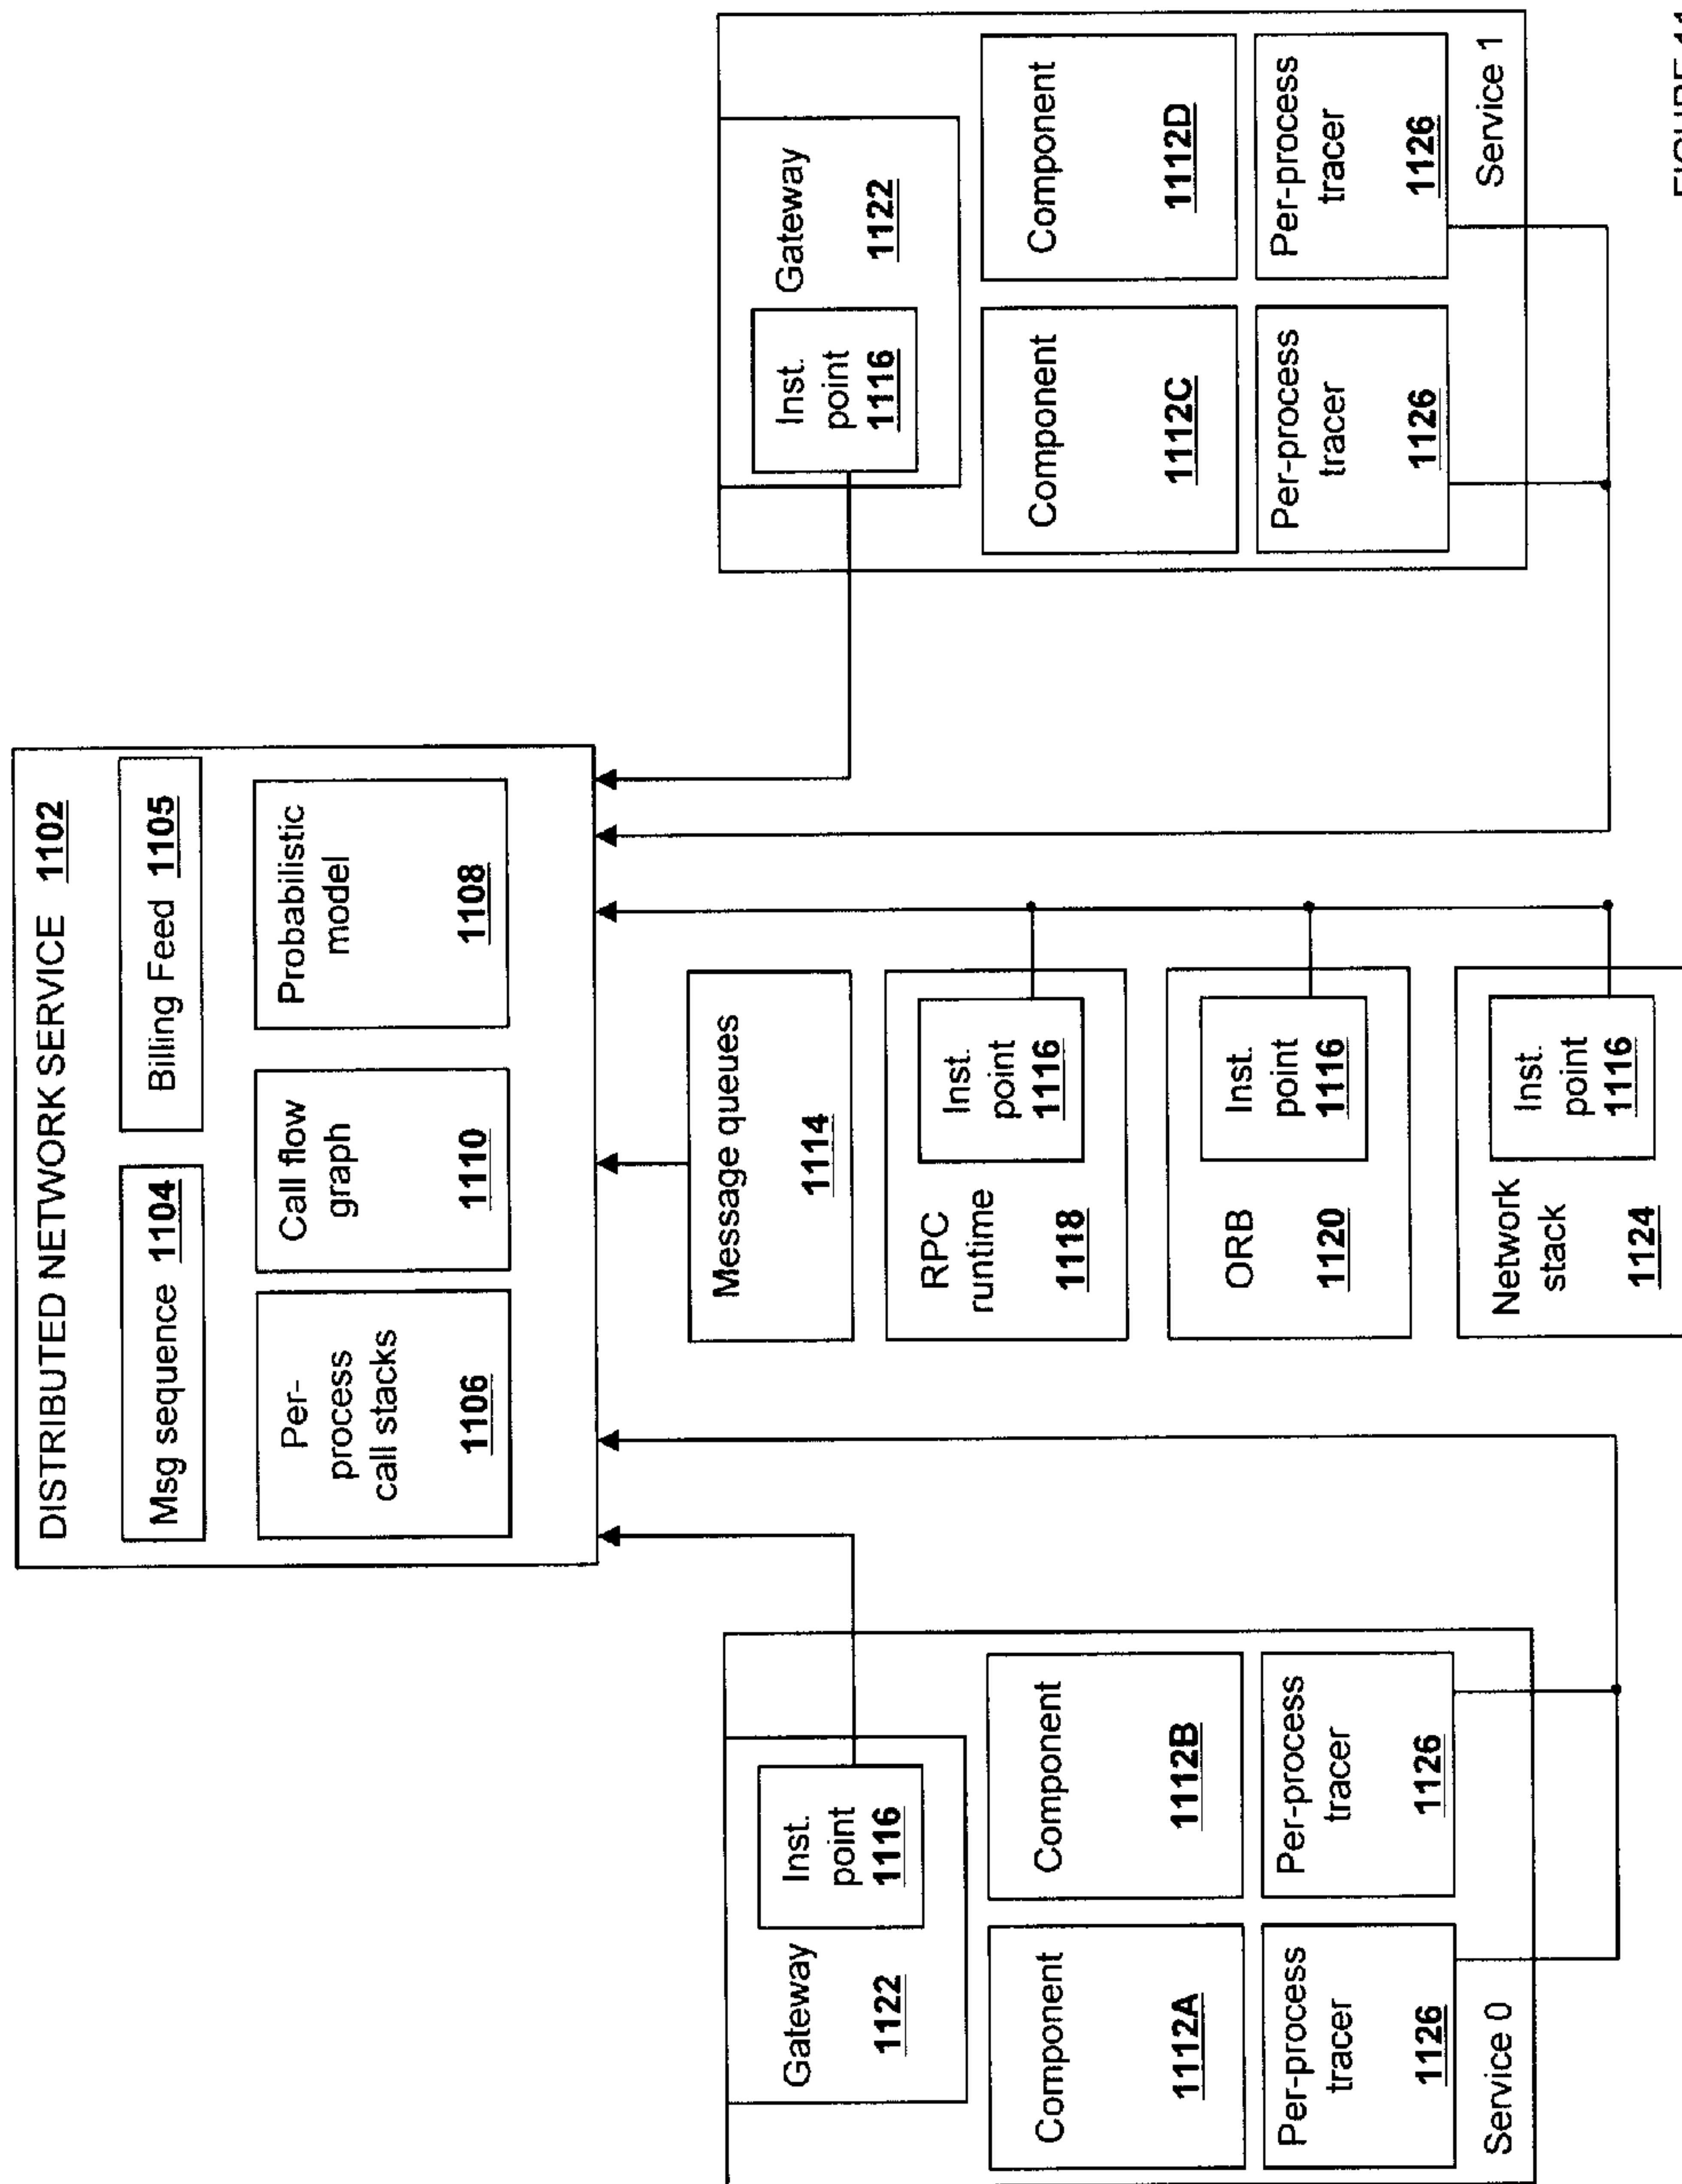 DISTRIBUTED NETWORK SERVICE 1102
Msg sequence 1104
Billing Feed 1105
Per-
process
call stacks
1106
Call flow
graph
1110
Probabilistic
model
1108
Gateway
1122
Inst.
point
1116
Component
1112A
Component
1112B
Per-process
tracer
1126
Per-process
tracer
1126
Service 0
Message queues
1114
RPC
runtime
1118
Inst.
point
1116
ORB
1120
Inst.
point
1116
Network
stack
1124
Inst.
point
1116
Inst.
point
1116
Gateway
1122
Component
1112C
Component
1112D
Per-process
tracer
1126
Per-process
tracer
1126
Service 1
FIGURE 11